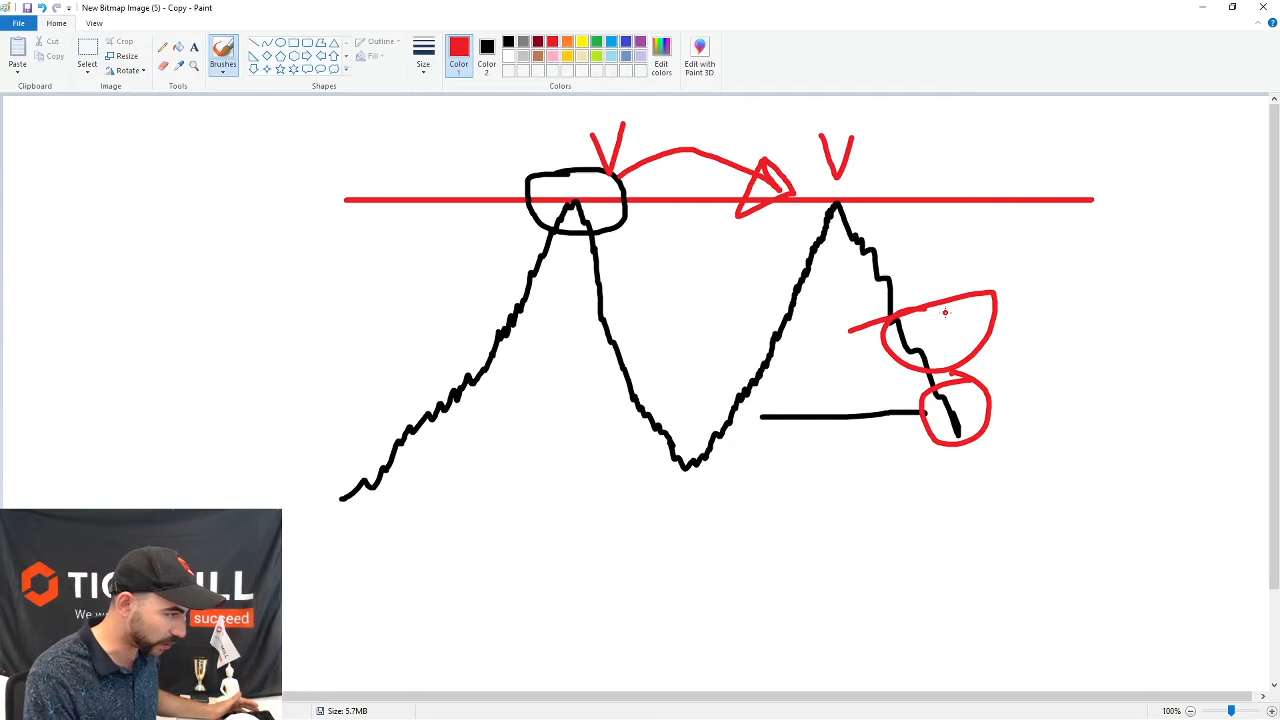 New Bitmap Image (5) - Copy - Paint
File
Home
View
Paste
Cut
Copy
Clipboard
Select
Crop
Resize
Rotate
Image
Tools
Brushes
Outline
Fill
Shapes
Size
Color 1
Color 2
Edit colors
Colors
Edit with Paint 3D
V
V
We
succeed
Size: 5.7MB
100%